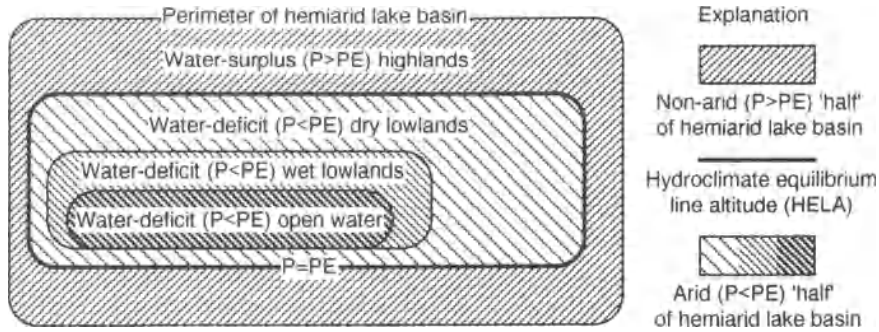 Perimeter of hemiarid lake basin
Water-surplus (P>PE) highlands
Water-deficit (P<PE) dry lowlands
Water-deficit (P<PE) wet lowlands
Water-deficit (P<PE) open water
P=PE
Explanation
Non-arid (P>PE) 'half'
of hemiarid lake basin
Hydroclimate equilibrium
line altitude (HELA)
Arid (P<PE) 'half'
of hemiarid lake basin